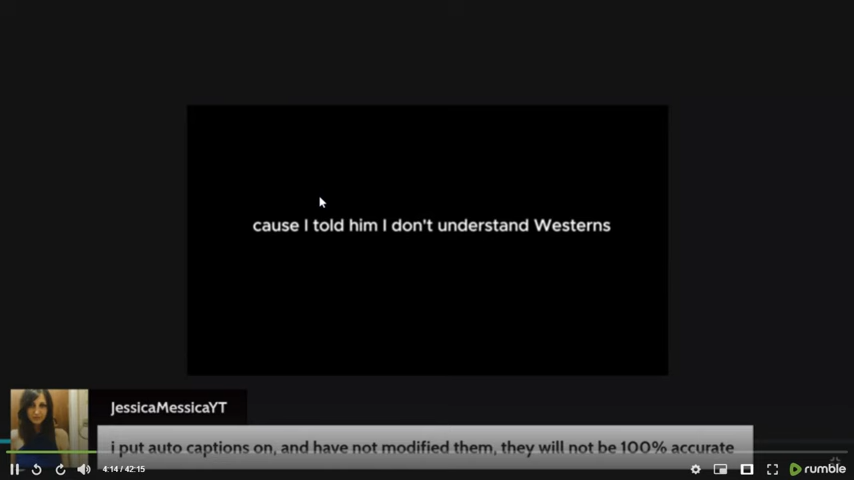 cause I told him I don't understand Westerns
JessicaMessicaYT
i put auto captions on, and have not modified them, they will not be 100% accurate
4:14 / 42:15
rumble